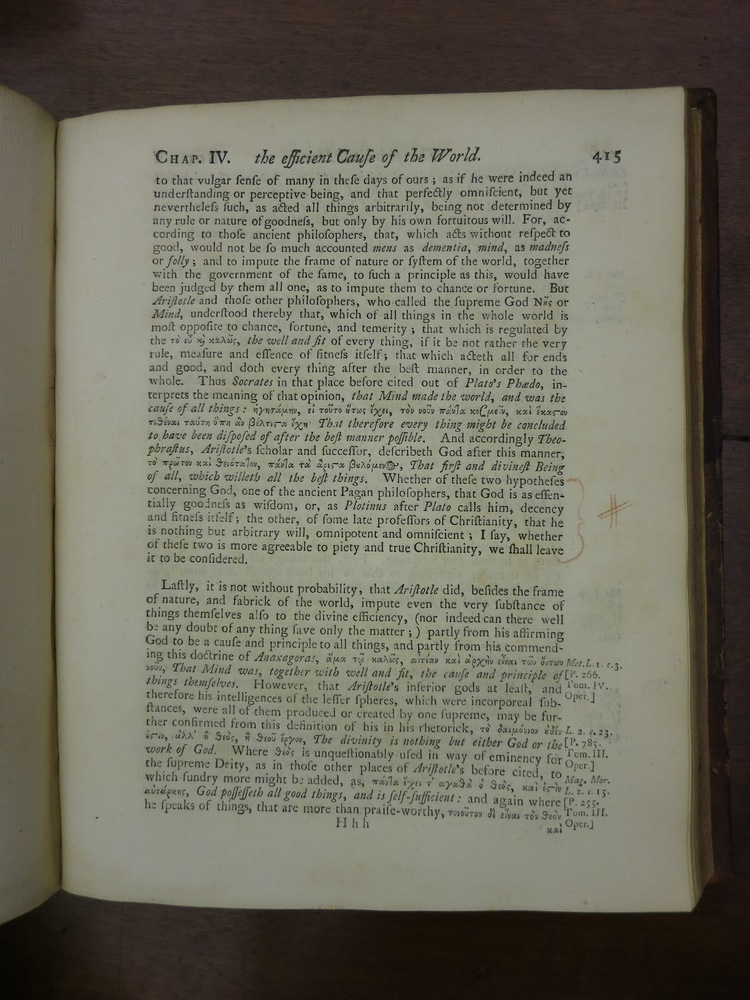 CHAP. IV. the efficient Cauſe of the World. 415
to that vulgar ſenſe of many in theſe days of ours ; as if he were indeed an
underſtanding or perceptive being, and that perfectly omniſcient, but yet
nevertheleſs ſuch, as acted all things arbitrarily, being not determined by
any rule or nature of goodneſs, but only by his own fortuitous will. For, ac-
cording to thoſe ancient philoſophers, that, which acts without reſpect to
good, would not be ſo much accounted mens as dementia, mind, as madneſs
or folly ; and to impute the frame of nature or ſyſtem of the world, together
with the government of the ſame, to ſuch a principle as this, would have
been judged by them all one, as to impute them to chance or fortune. But
Ariſtotle and thoſe other philoſophers, who called the ſupreme God Νῦς or
Mind, underſtood thereby that, which of all things in the whole world is
moſt oppoſite to chance, fortune, and temerity ; that which is regulated by
the τὸ εὖ ϗ καλῶς, the well and fit of every thing, if it be not rather the very
rule, meaſure and eſſence of fitneſs itſelf ; that which acteth all for ends
and good, and doth every thing after the beſt manner, in order to the
whole. Thus Socrates in that place before cited out of Plato's Phædo, in-
terprets the meaning of that opinion, that Mind made the world, and was the
cauſe of all things : ἡγησάμην, εἰ τοῦτο ὅτως ἔχει, τὸν νοῦν πάντα κοσμεῖν, καὶ ἕκαστον
τιθέναι ταύτῃ ὅπη ἂν βέλτιστα ἔχῃ· That therefore every thing might be concluded
to have been diſpoſed of after the beſt manner poſſible. And accordingly Theo-
phraſtus, Ariſtotle's ſcholar and ſucceſſor, deſcribeth God after this manner,
τὸ πρῶτον καὶ θειότατον, πάντα τὰ ἄριστα βυλόμενος, That firſt and divineſt Being
of all, which willeth all the beſt things. Whether of theſe two hypotheſes
concerning God, one of the ancient Pagan philoſophers, that God is as eſſen-
tially goodneſs as wiſdom, or, as Plotinus after Plato calls him, decency
and fitneſs itſelf ; the other, of ſome late profeſſors of Chriſtianity, that he
is nothing but arbitrary will, omnipotent and omniſcient ; I ſay, whether
of theſe two is more agreeable to piety and true Chriſtianity, we ſhall leave
it to be conſidered.
Laſtly, it is not without probability, that Ariſtotle did, beſides the frame
of nature, and fabrick of the world, impute even the very ſubſtance of
things themſelves alſo to the divine efficiency, (nor indeed can there well
be any doubt of any thing ſave only the matter ; ) partly from his affirming
God to be a cauſe and principle to all things, and partly from his commend-
ing this doctrine of Anaxagoras, ἅμα τῷ καλῶς, αἰτίαν καὶ ἀρχὴν εἶναι τῶν ὄντων Met. L. 1. c. 3.
νοῦν, That Mind was, together with well and fit, the cauſe and principle of [P. 266.
things themſelves. However, that Ariſtotle's inferior gods at leaſt, and Tom. IV.
therefore his intelligences of the leſſer ſpheres, which were incorporeal ſub- Oper.]
ſtances, were all of them produced or created by one ſupreme, may be fur-
ther confirmed from this definition of his in his rhetorick, τὸ δαιμόνιον οὐδέν L. 2. c. 23.
ἐστιν, ἀλλ' ἢ θεὸς, ἢ θεοῦ ἔργον, The divinity is nothing but either God or the [P. 785.
work of God. Where θεὸς is unqueſtionably uſed in way of eminency for Tom. III.
the ſupreme Deity, as in thoſe other places of Ariſtotle's before cited, to Oper.]
which ſundry more might be added, as, πάντα ἔχει τ' αγαθὰ ὁ θεὸς, καὶ ἐστὶν Mag. Mor.
αυτάρκης, God poſſeſſeth all good things, and is ſelf-ſufficient : and again where L. 2. c. 15.
he ſpeaks of things, that are more than praiſe-worthy, τοιοῦτον δὲ εἶναι τὸν θεὸν [P. 255.
H h h καὶ Tom. III.
Oper.]